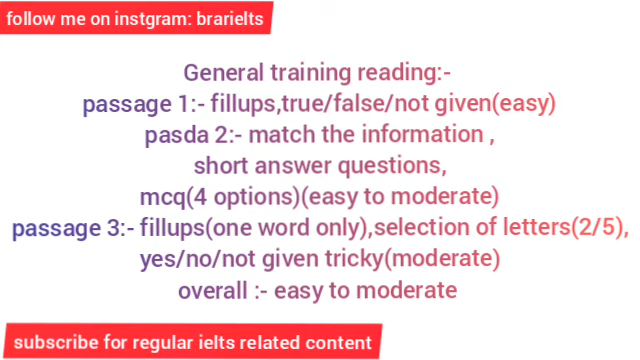 follow me on instgram: brarielts
General training reading:-
passage 1:- fillups,true/false/not given(easy)
pasda 2:- match the information ,
short answer questions,
mcq(4 options)(easy to moderate)
passage 3:- fillups(one word only),selection of letters(2/5),
yes/no/not given tricky(moderate)
overall :- easy to moderate
subscribe for regular ielts related content